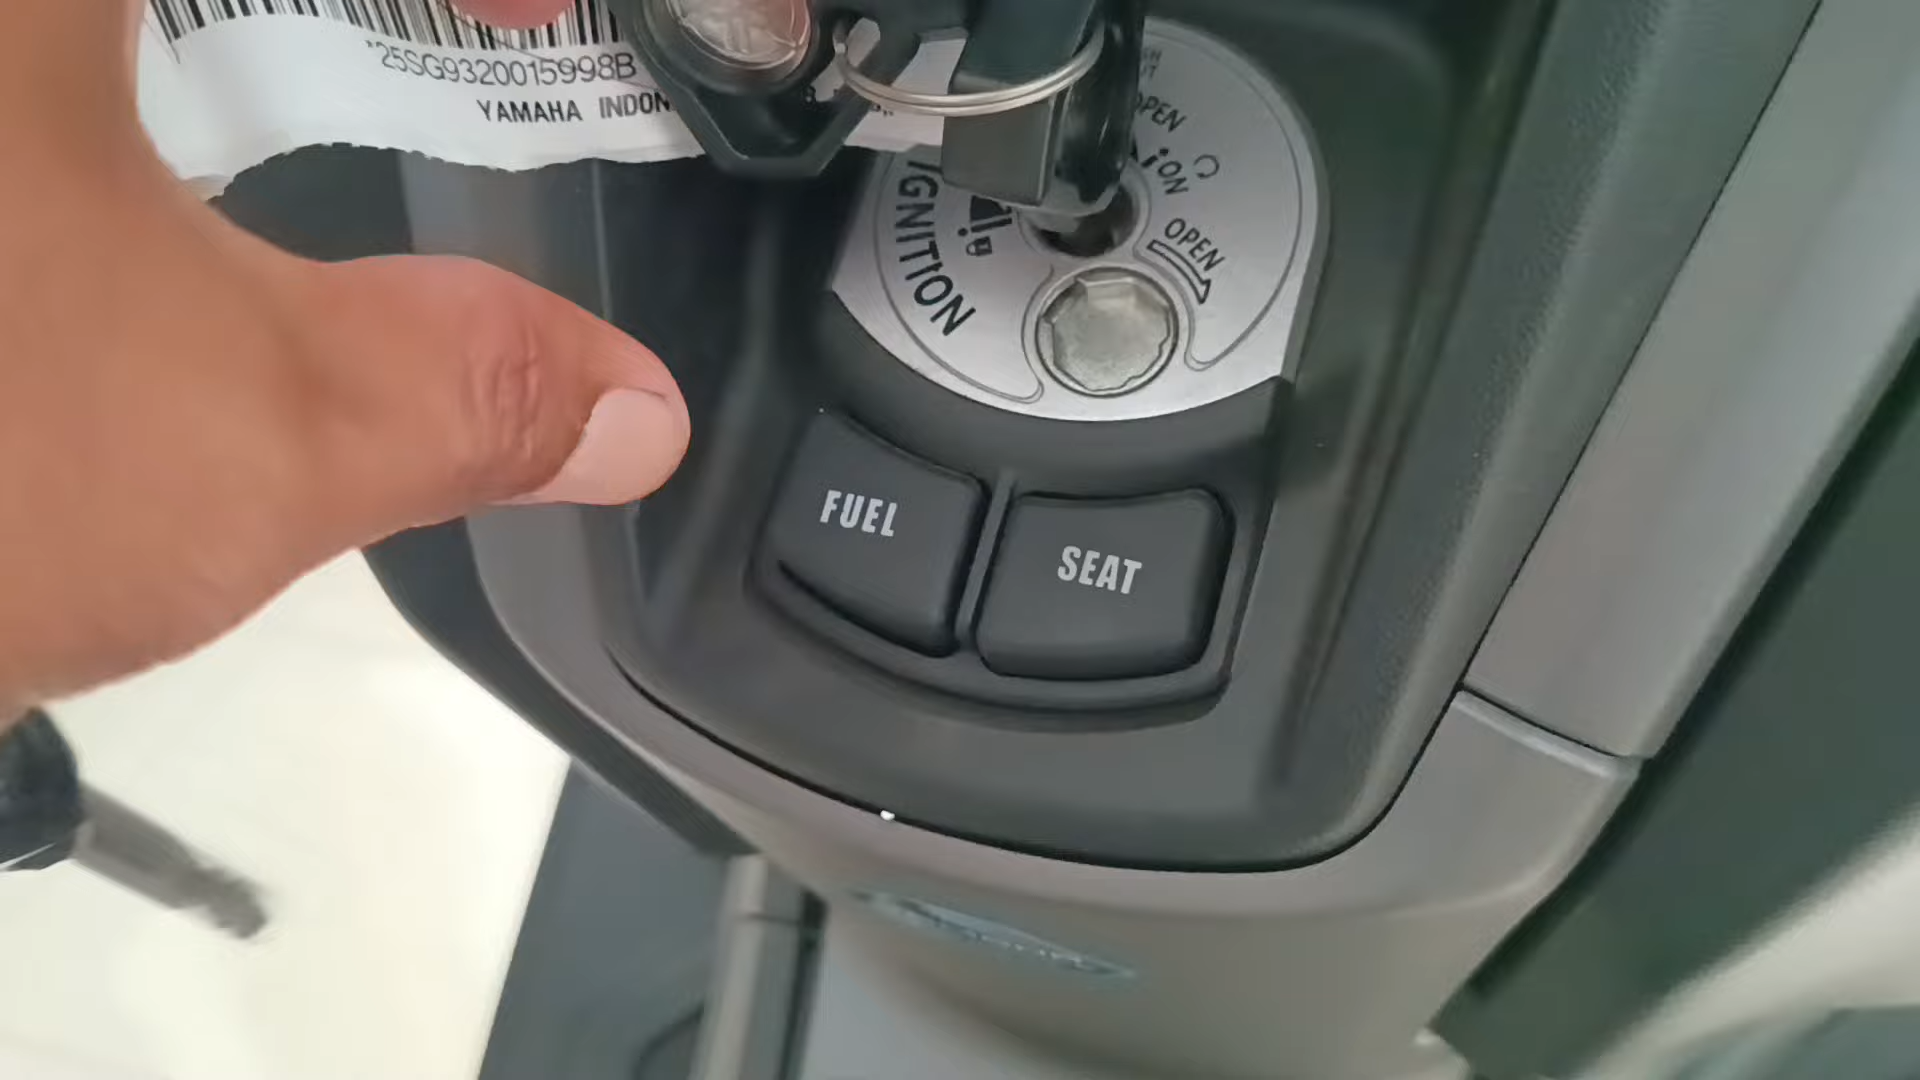 *25SG9320015998B
YAMAHA INDON
OPEN
ON
OPEN
IGNITION
FUEL
SEAT